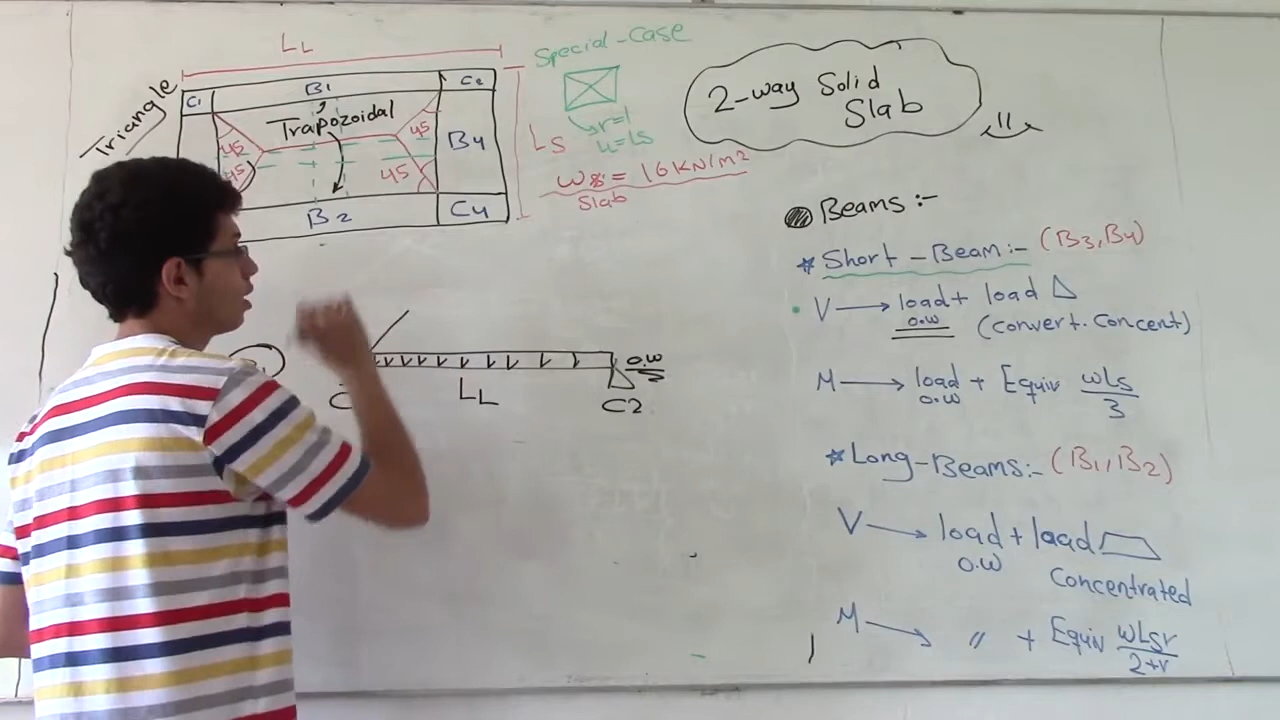 L_L
Special-Case
C1
B1
C2
Triangle
Trapozoidal
45
45
45
45
B4
Ls
r=1
LL=Ls
ws = 16 KN/m²
Slab
B2
C4
2-way Solid
Slab
Beams:-
* Short-Beam:- (B3, B4)
V → load + load
o.w (convert. concent)
M → load + Equiv wLs/3
o.w
* Long-Beams:- (B1, B2)
V → load + load
o.w Concentrated
M → " + Equiv wLsr/2+r
o.w
LL
C2